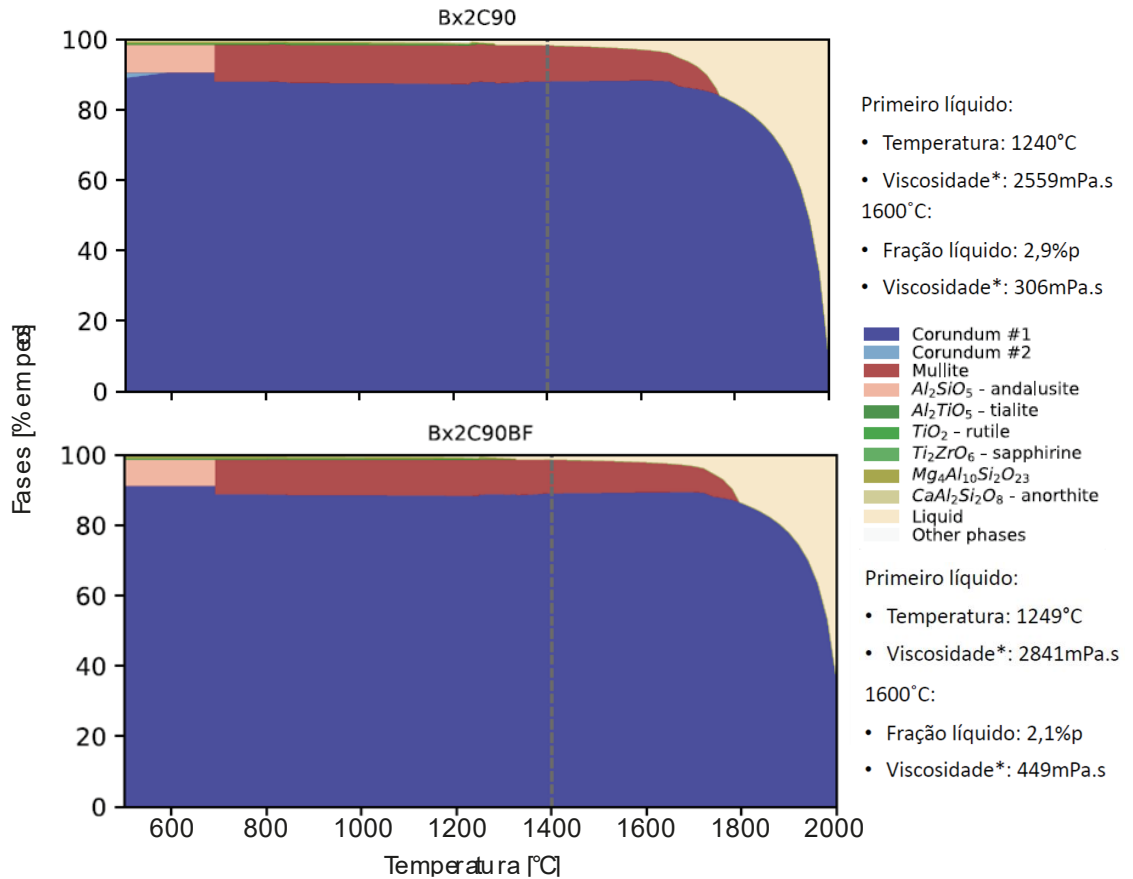 Bx2C90
100
80
60
40
20
0
Primeiro líquido:
• Temperatura: 1240°C
• Viscosidade*: 2559mPa.s
1600˚C:
• Fração líquido: 2,9%p
• Viscosidade*: 306mPa.s
Corundum #1
Corundum #2
Mullite
Al₂SiO₅ - andalusite
Al₂TiO₅ - tialite
TiO₂ - rutile
Ti₂ZrO₆ - sapphirine
Mg₄Al₁₀Si₂O₂₃
CaAl₂Si₂O₈ - anorthite
Liquid
Other phases
Fases [% em peso]
Bx2C90BF
100
80
60
40
20
0
600 800 1000 1200 1400 1600 1800 2000
Temperatura [°C]
Primeiro líquido:
• Temperatura: 1249°C
• Viscosidade*: 2841mPa.s
1600˚C:
• Fração líquido: 2,1%p
• Viscosidade*: 449mPa.s